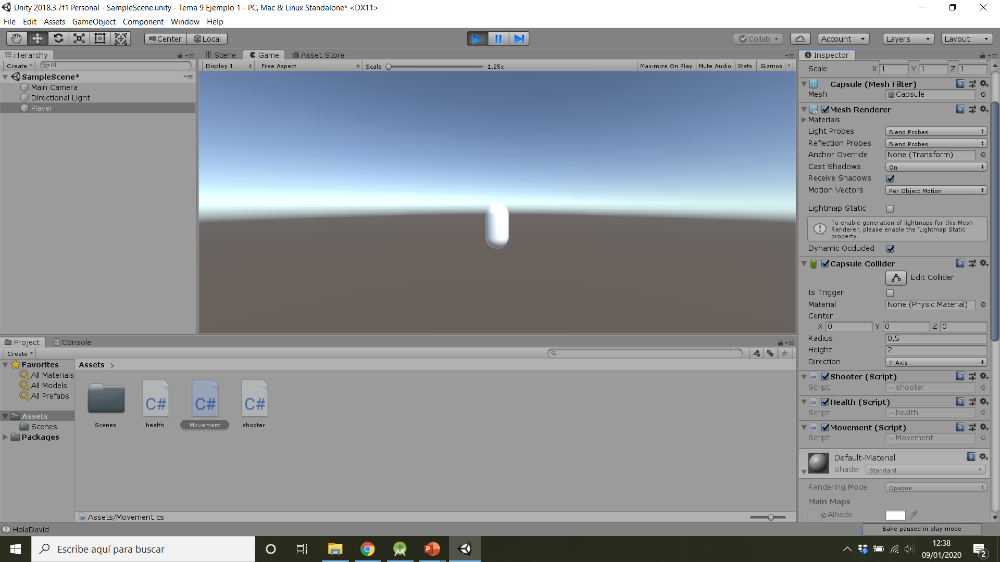 Unity 2018.3.7f1 Personal - SampleScene.unity - Tema 9 Ejemplo 1 - PC, Mac & Linux Standalone* <DX11>
File Edit Assets GameObject Component Window Help
Center Local
Collab Account Layers Layout
Hierarchy
Create All
SampleScene*
Main Camera
Directional Light
Player
Scene Game Asset Store
Display 1 Free Aspect Scale 1,25x Maximize On Play Mute Audio Stats Gizmos
Inspector
Scale X 1 Y 1 Z 1
Capsule (Mesh Filter)
Mesh Capsule
Mesh Renderer
Materials
Light Probes Blend Probes
Reflection Probes Blend Probes
Anchor Override None (Transform)
Cast Shadows On
Receive Shadows
Motion Vectors Per Object Motion
Lightmap Static
To enable generation of lightmaps for this Mesh
Renderer, please enable the 'Lightmap Static'
property.
Dynamic Occluded
Capsule Collider
Edit Collider
Is Trigger
Material None (Physic Material)
Center
X 0 Y 0 Z 0
Radius 0,5
Height 2
Direction Y-Axis
Shooter (Script)
Script shooter
Health (Script)
Script health
Movement (Script)
Script Movement
Default-Material
Shader Standard
Rendering Mode Opaque
Main Maps
Albedo
Project Console
Create
Favorites
All Materials
All Models
All Prefabs
Assets
Scenes
Packages
Assets
C# C# C#
Scenes health Movement shooter
Assets/Movement.cs
HolaDavid
Bake paused in play mode
Escribe aquí para buscar
12:38
09/01/2020
2